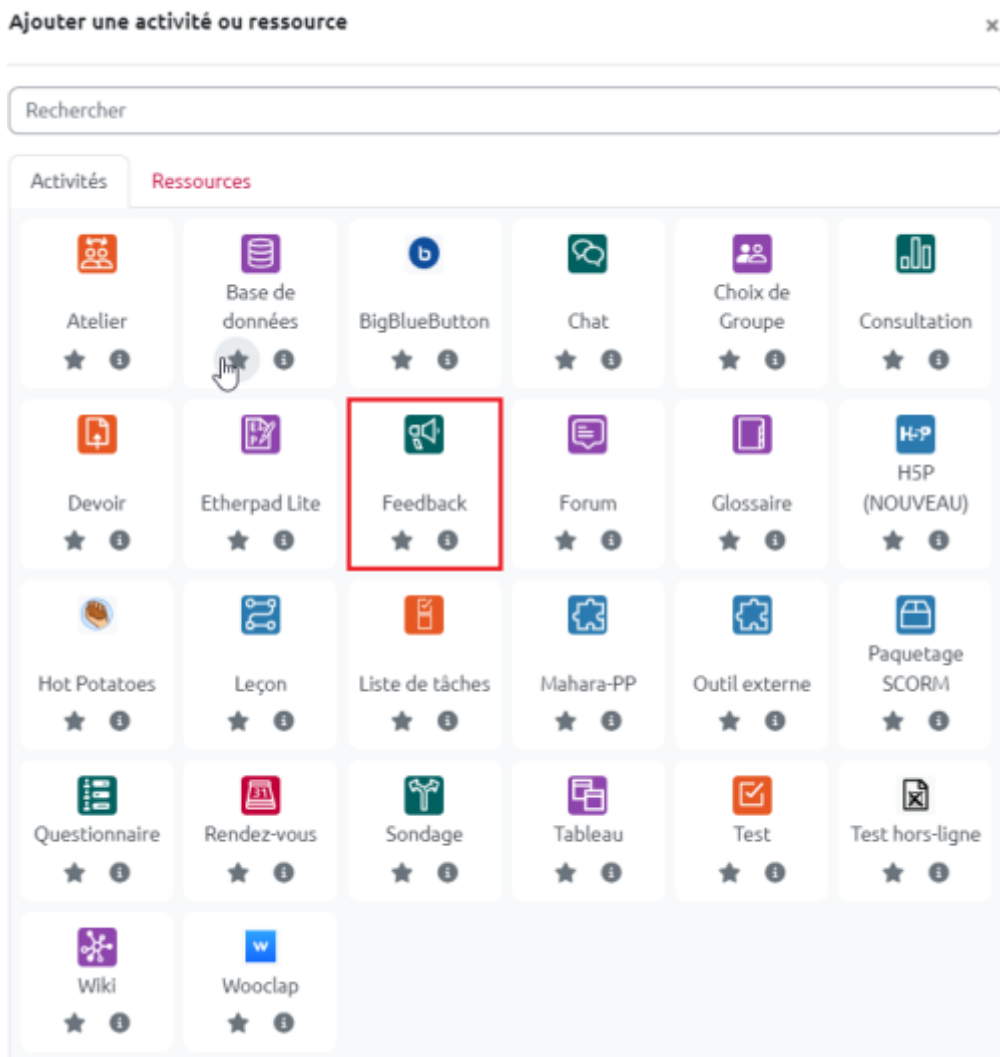 Ajouter une activité ou ressource
×
Rechercher
Activités
Ressources
Atelier
Base de
données
BigBlueButton
Chat
Choix de
Groupe
Consultation
Devoir
Etherpad Lite
Feedback
Forum
Glossaire
H5P
H5P
(NOUVEAU)
Hot Potatoes
Leçon
Liste de tâches
Mahara-PP
Outil externe
Paquetage
SCORM
Questionnaire
31
Rendez-vous
Sondage
Tableau
Test
Test hors-ligne
Wiki
w
Wooclap